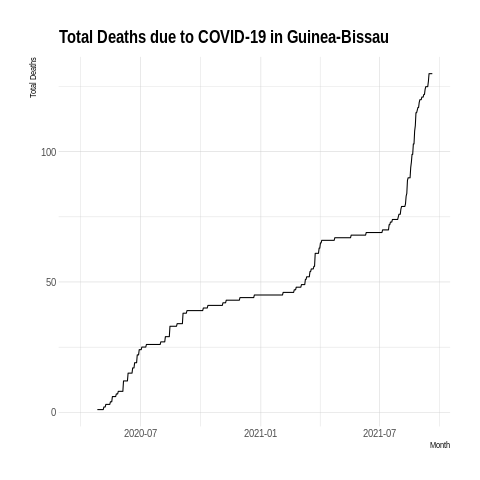 Total Deaths due to COVID-19 in Guinea-Bissau
Total Deaths
100
50
0
2020-07
2021-01
2021-07
Month